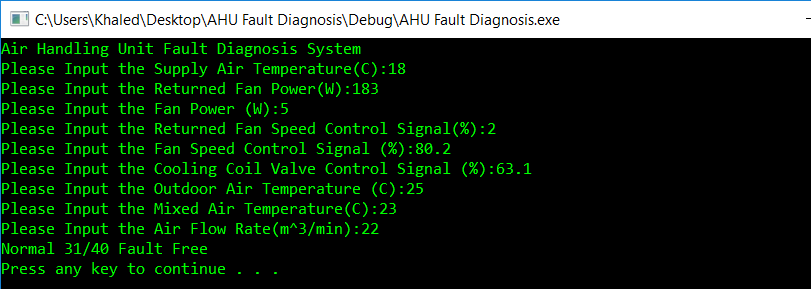 C:\Users\Khaled\Desktop\AHU Fault Diagnosis\Debug\AHU Fault Diagnosis.exe
Air Handling Unit Fault Diagnosis System
Please Input the Supply Air Temperature(C):18
Please Input the Returned Fan Power(W):183
Please Input the Fan Power (W):5
Please Input the Returned Fan Speed Control Signal(%):2
Please Input the Fan Speed Control Signal (%):80.2
Please Input the Cooling Coil Valve Control Signal (%):63.1
Please Input the Outdoor Air Temperature (C):25
Please Input the Mixed Air Temperature(C):23
Please Input the Air Flow Rate(m^3/min):22
Normal 31/40 Fault Free
Press any key to continue . . .